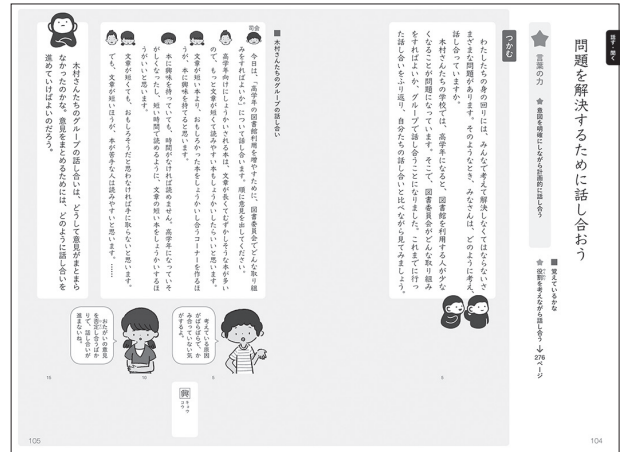 話す・聞く
問題を解決するために話し合おう
■覚えているかな
★役割を考えながら話し合う→276ページ
言葉の力
★意図を明確にしながら計画的に話し合う
つかむ
わたしたちの身の回りには、みんなで考えて解決しなくてはならないさ
まざまな問題があります。そのようなとき、みなさんは、どのように考え、
話し合っていますか。
木村さんたちの学校では、高学年になると、図書館を利用する人が少な
くなることが問題になっています。そこで、図書委員会がどんな取り組み
をすればよいか、グループで話し合うことになりました。これまでに行っ
た話し合いをふり返り、自分たちの話し合いと比べながら見てみましょう。
5
104
■木村さんたちのグループの話し合い
司会
今日は、「高学年の図書館利用を増やすために、図書委員会でどんな取り組
みをすればよいか」について話し合います。順に意見を出してください。
高学年向けにしょうかいされる本は、文章が長くてむずかしそうな本が多い
ので、もっと文章が短くて読みやすい本もしょうかいしたらいいと思います。
文章が短い本より、おもしろかった本をしょうかいし合うコーナーを作るほ
うが、本に興味を持てると思います。
本に興味を持っていても、時間がなければ読めません。高学年になっていそ
がしくなったし、短い時間で読めるように、文章の短い本をしょうかいするほ
うがいいと思います。
文章が短くても、おもしろそうだと思わなければ手に取らないと思います。
でも、文章が短いほうが、本が苦手な人は読みやすいと思います。……
木村さんたちのグループの話し合いは、どうして意見がまとまら
なかったのかな。意見をまとめるためには、どのように話し合いを
進めていけばよいのだろう。
考えている原因
がばらばらで、か
み合っていない気
がするよ。
おたがいの意見
を否定し合うばか
りで、話し合いが
進まないね。
興
キョウ
コウ
5
10
15
105